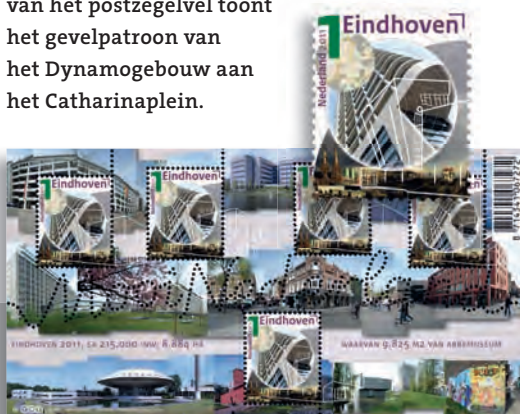 van het postzegelvel toont
het gevelpatroon van
het Dynamogebouw aan
het Catharinaplein.
1 Eindhoven
Nederland 2011
1 Eindhoven
1 Eindhoven
1
1
EINDHOVEN 2011, CA 215.000 INW; 8.884 HA
1 Eindhoven
WAARVAN 9.825 M2 VAN ABBEMUSEUM